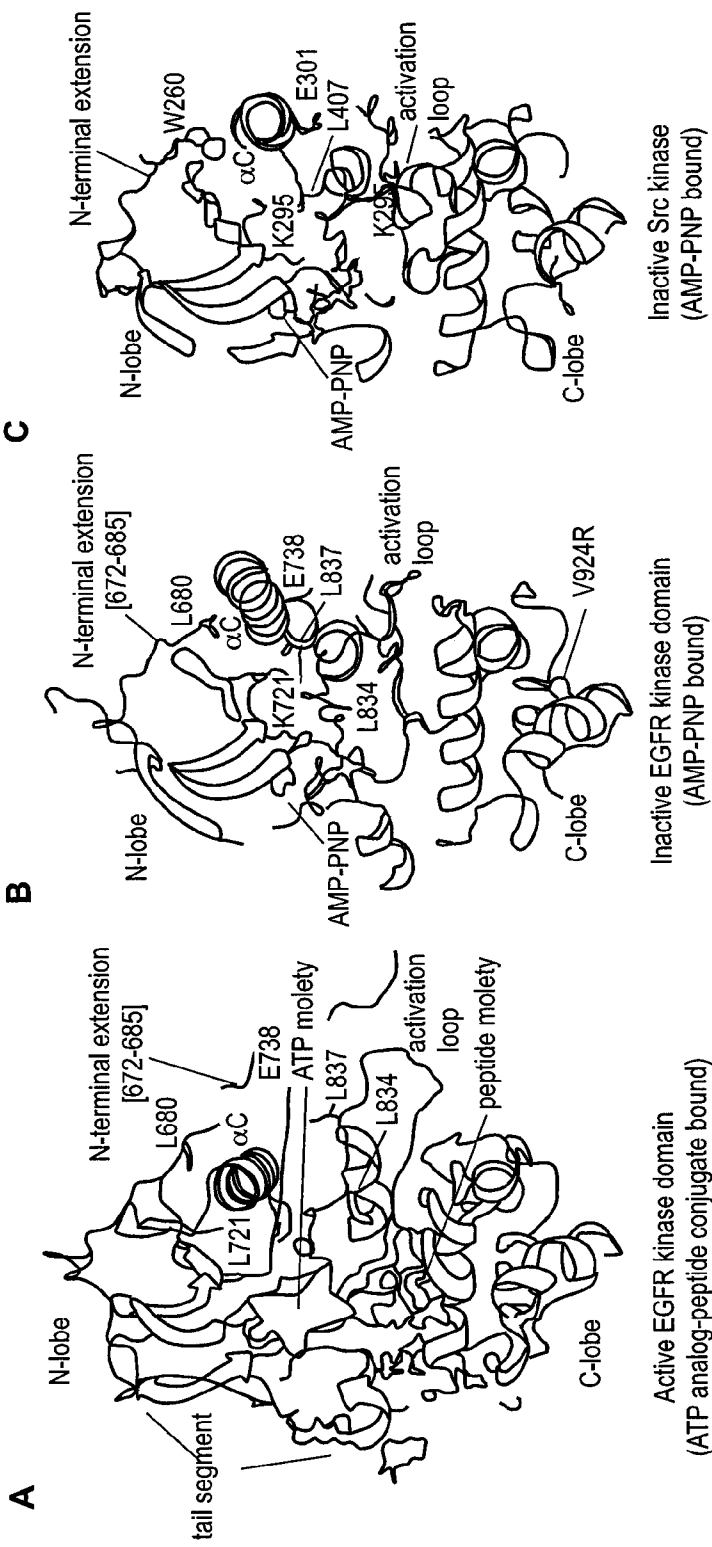 A
N-lobe
tail segment
N-terminal extension
[672-685]
L680
αC
L721
E738
ATP molety
L837
L834
activation
loop
peptide molety
C-lobe
Active EGFR kinase domain
(ATP analog-peptide conjugate bound)
B
N-lobe
N-terminal extension
[672-685]
L680
αC
K721
E738
L837
AMP-PNP
L834
activation
loop
V924R
C-lobe
Inactive EGFR kinase domain
(AMP-PNP bound)
C
N-lobe
N-terminal extension
W260
αC
K295
E301
L407
AMP-PNP
K295
activation
loop
C-lobe
Inactive Src kinase
(AMP-PNP bound)